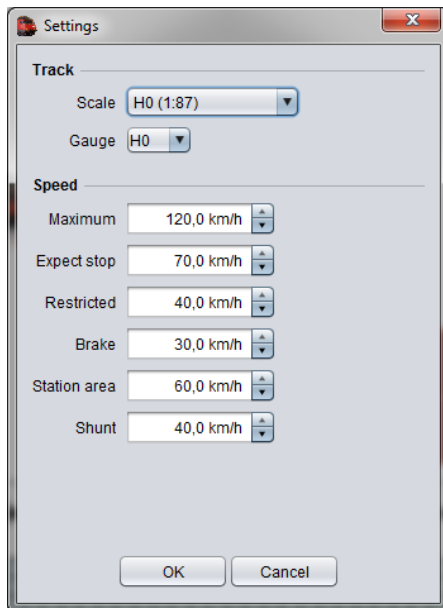 Settings
Track
Scale H0 (1:87)
Gauge H0
Speed
Maximum 120,0 km/h
Expect stop 70,0 km/h
Restricted 40,0 km/h
Brake 30,0 km/h
Station area 60,0 km/h
Shunt 40,0 km/h
OK Cancel